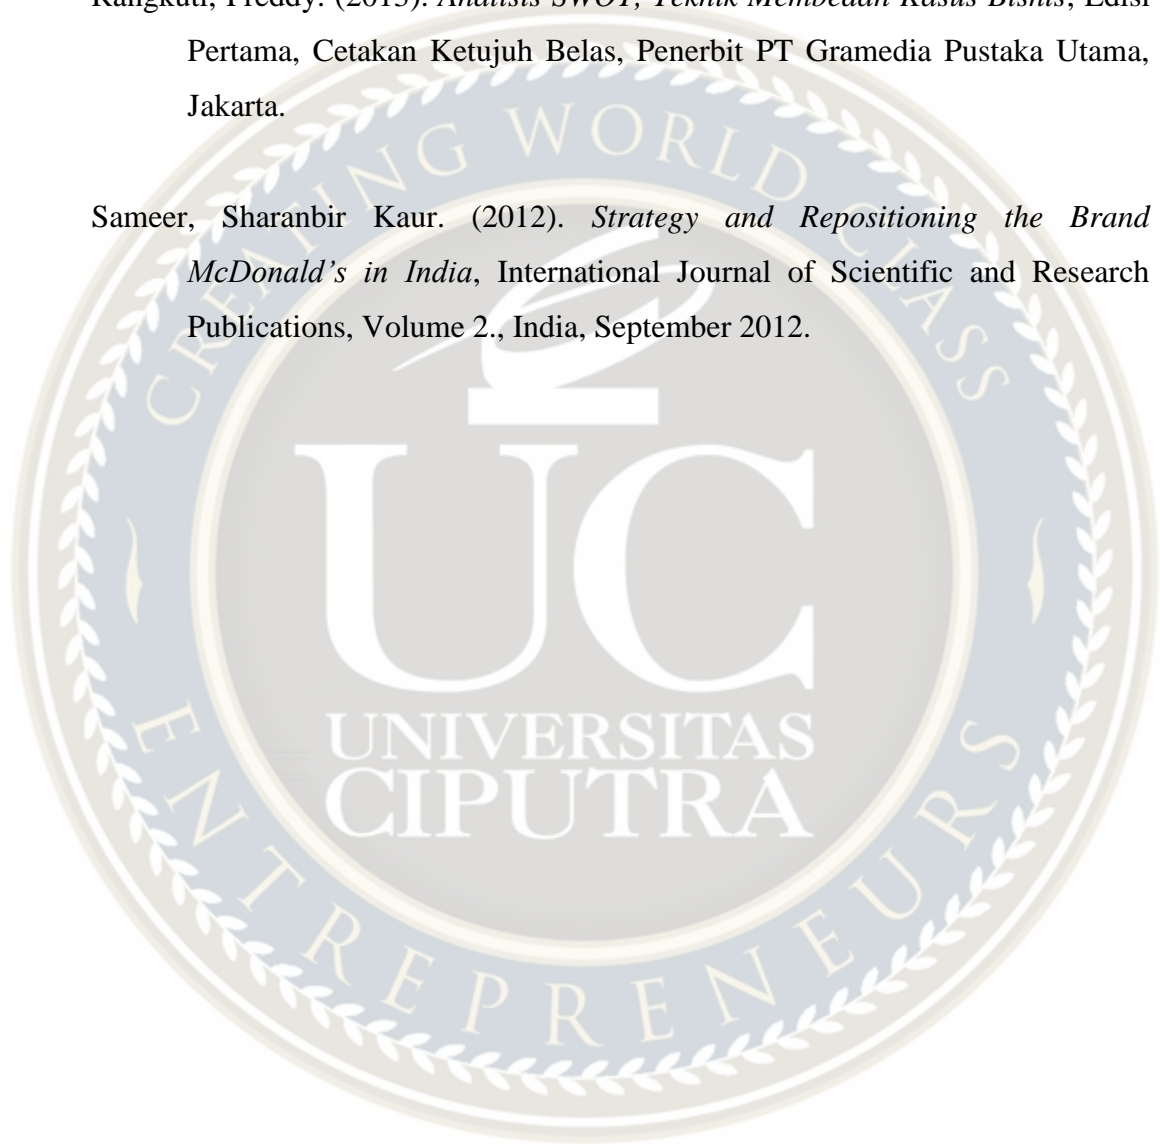 Rangkuti, Freddy. Analisis SWOT, Teknik Membedah Kasus Bisnis, Edisi
Pertama, Cetakan Ketujuh Belas, Penerbit PT Gramedia Pustaka Utama,
Jakarta.
Sameer, Sharanbir Kaur. (2012). Strategy and Repositioning the Brand
McDonald’s in India, International Journal of Scientific and Research
Publications, Volume 2., India, September 2012.
CREATING WORLD CLASS
UC
UNIVERSITAS
CIPUTRA
ENTREPRENEURS